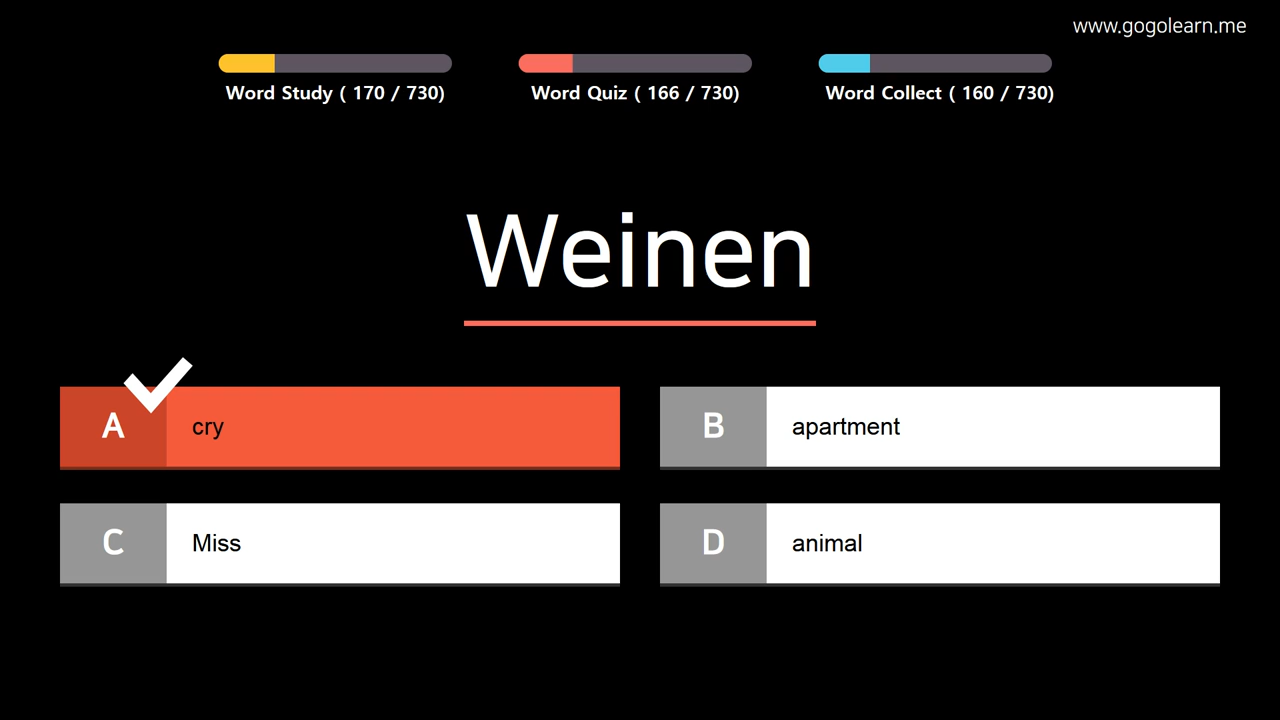 www.gogolearn.me
Word Study ( 170 / 730)
Word Quiz ( 166 / 730)
Word Collect ( 160 / 730)
Weinen
A cry
B apartment
C Miss
D animal